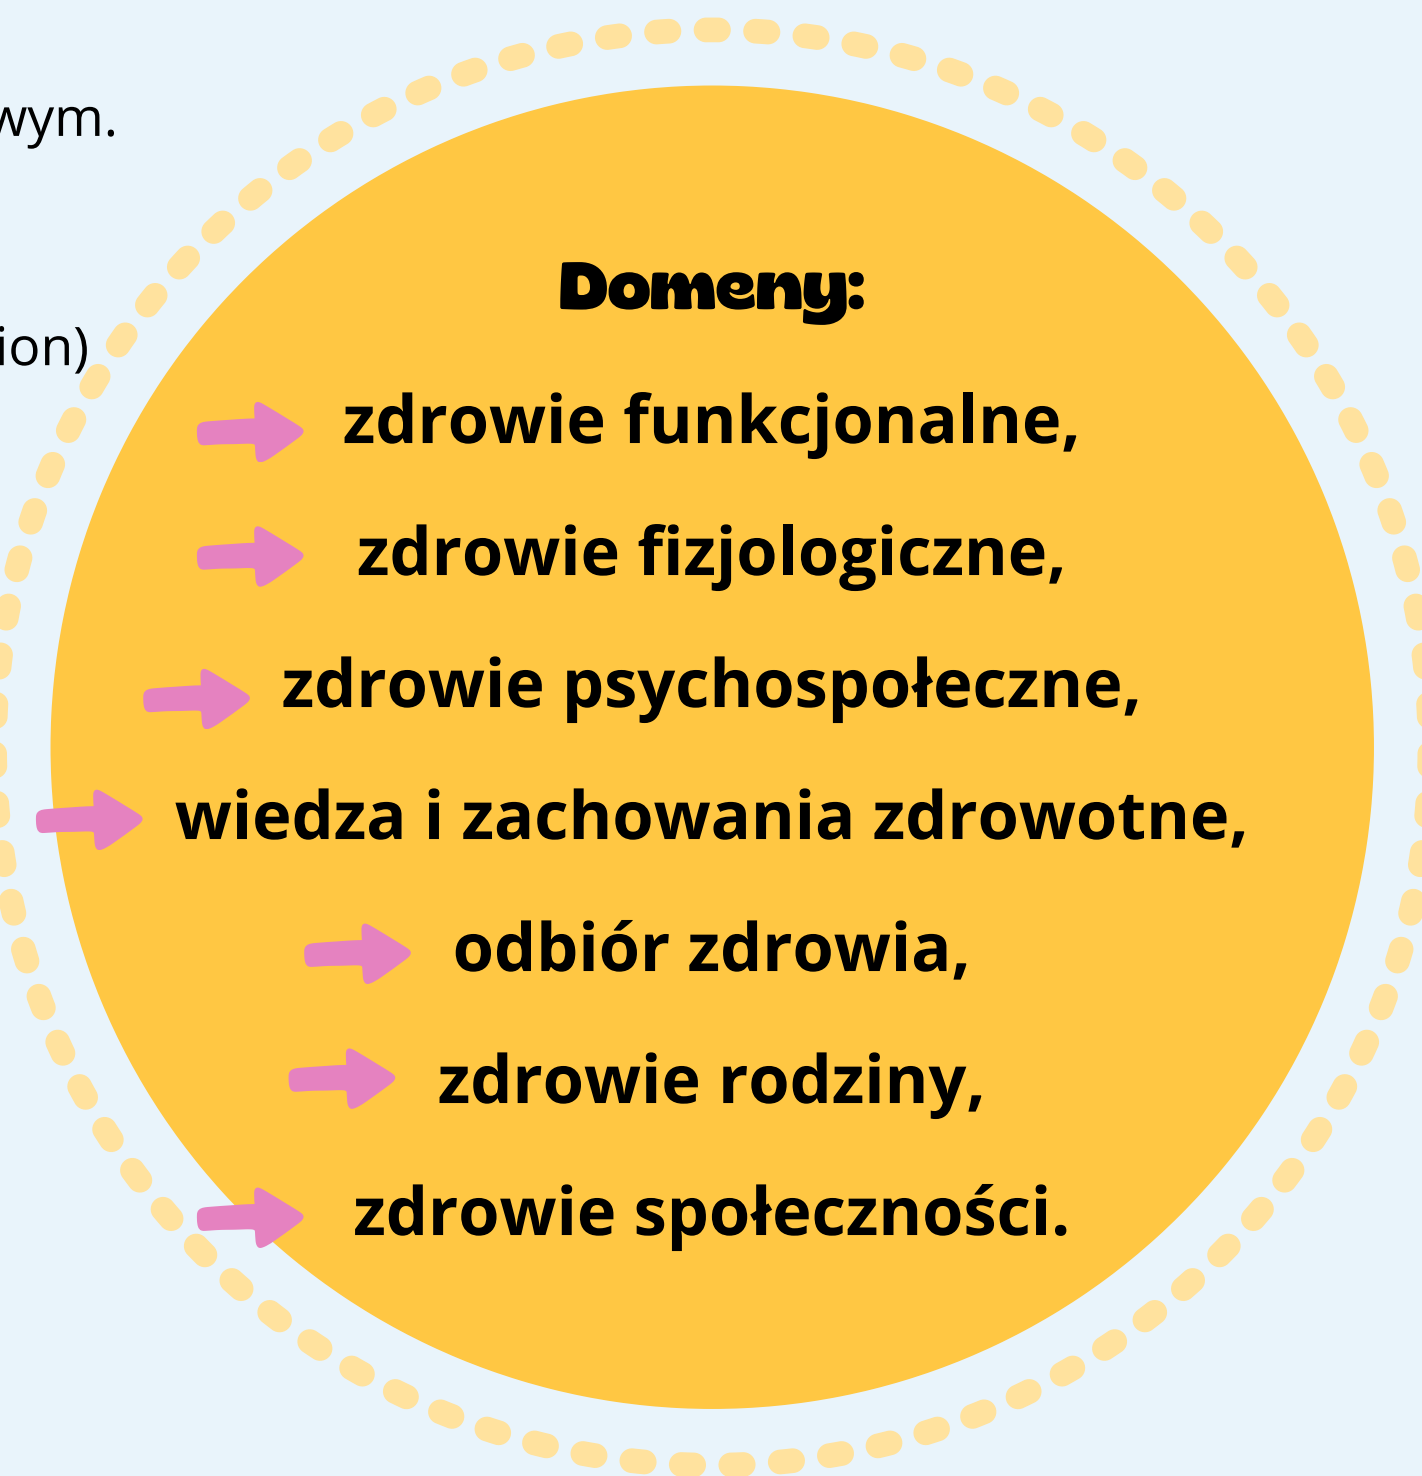 wym.
ion)
Domeny:
zdrowie funkcjonalne,
zdrowie fizjologiczne,
zdrowie psychospołeczne,
wiedza i zachowania zdrowotne,
odbiór zdrowia,
zdrowie rodziny,
zdrowie społeczności.